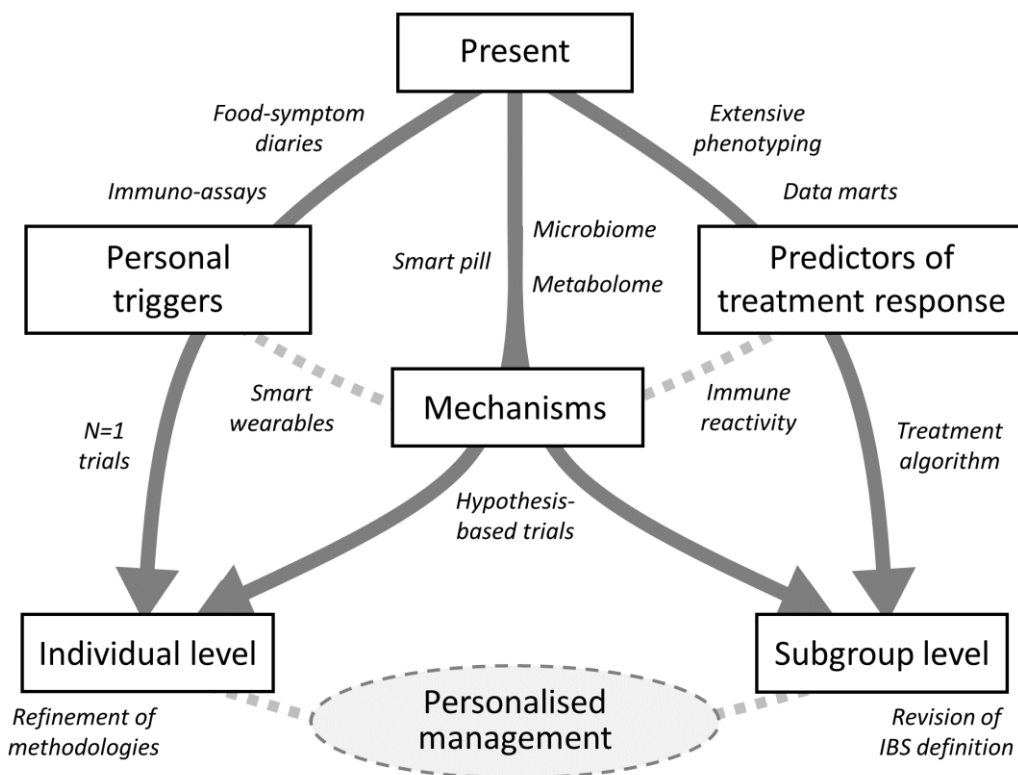 Present
Food-symptom
diaries
Extensive
phenotyping
Immuno-assays
Data marts
Personal
triggers
Smart pill
Microbiome
Metabolome
Predictors of
treatment response
Smart
wearables
Mechanisms
Immune
reactivity
N=1
trials
Hypothesis-
based trials
Treatment
algorithm
Individual level
Subgroup level
Refinement of
methodologies
Personalised
management
Revision of
IBS definition